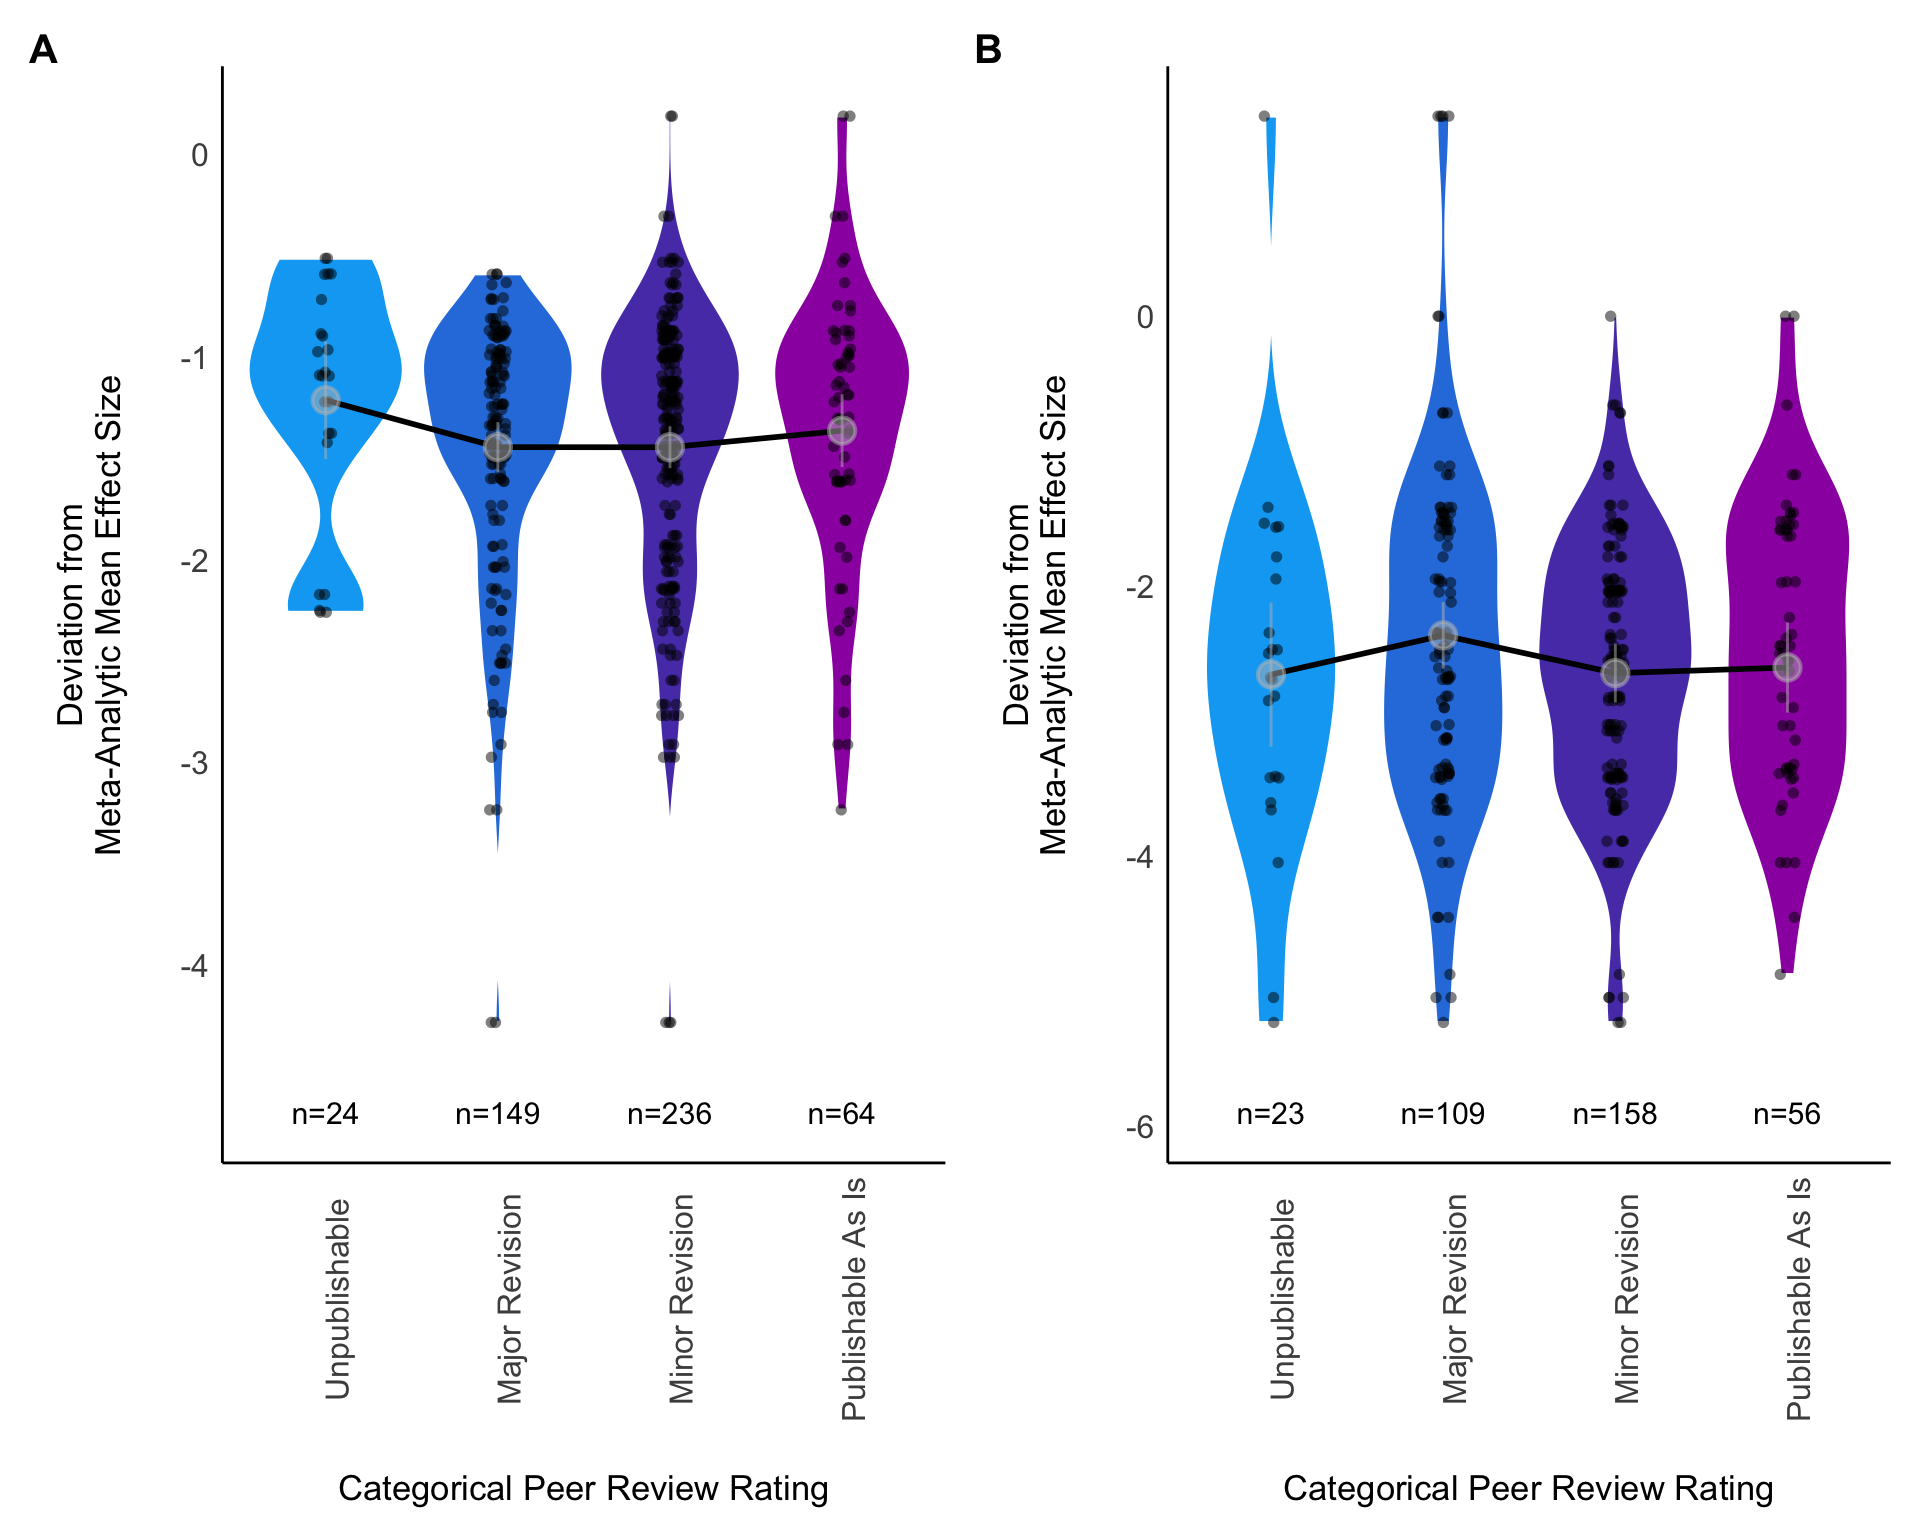 A
Deviation from
Meta-Analytic Mean Effect Size
0
-1
-2
-3
-4
n=24
n=149
n=236
n=64
Unpublishable
Major Revision
Minor Revision
Publishable As Is
Categorical Peer Review Rating
B
Deviation from
Meta-Analytic Mean Effect Size
0
-2
-4
-6
n=23
n=109
n=158
n=56
Unpublishable
Major Revision
Minor Revision
Publishable As Is
Categorical Peer Review Rating